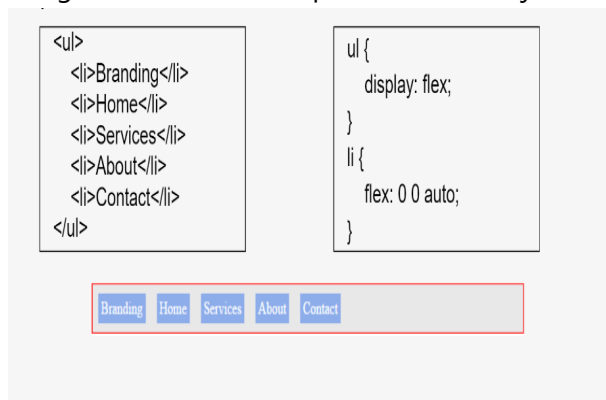 <ul>
<li>Branding</li>
<li>Home</li>
<li>Services</li>
<li>About</li>
<li>Contact</li>
</ul>
ul {
display: flex;
}
li {
flex: 0 0 auto;
}
Branding Home Services About Contact